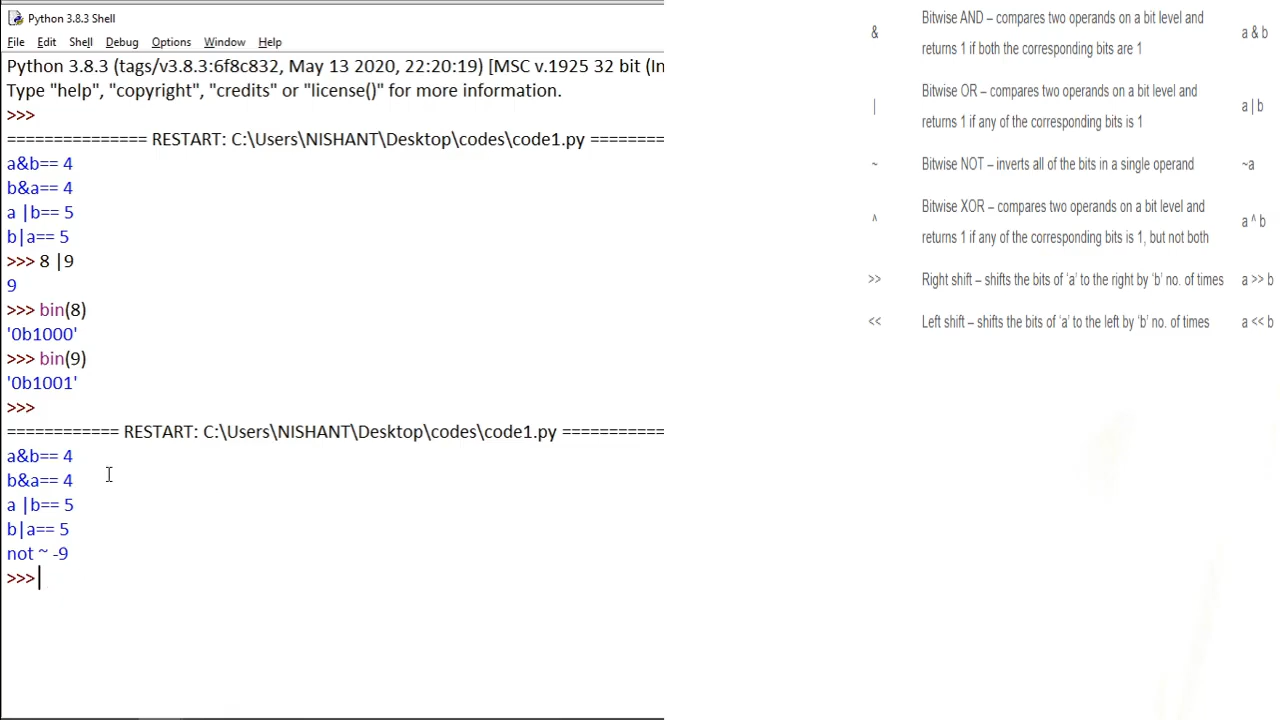 Python 3.8.3 Shell
File Edit Shell Debug Options Window Help
Python 3.8.3 (tags/v3.8.3:6f8c832, May 13 2020, 22:20:19) [MSC v.1925 32 bit (In
Type "help", "copyright", "credits" or "license()" for more information.
>>>
=============== RESTART: C:\Users\NISHANT\Desktop\codes\code1.py ========
a&b== 4
b&a== 4
a |b== 5
b|a== 5
>>> 8 |9
9
>>> bin(8)
'0b1000'
>>> bin(9)
'0b1001'
>>>
============ RESTART: C:\Users\NISHANT\Desktop\codes\code1.py ===========
a&b== 4
b&a== 4
a |b== 5
b|a== 5
not ~ -9
>>>
& Bitwise AND – compares two operands on a bit level and a & b
returns 1 if both the corresponding bits are 1
| Bitwise OR – compares two operands on a bit level and a | b
returns 1 if any of the corresponding bits is 1
~ Bitwise NOT – inverts all of the bits in a single operand ~a
^ Bitwise XOR – compares two operands on a bit level and a ^ b
returns 1 if any of the corresponding bits is 1, but not both
>> Right shift – shifts the bits of ‘a’ to the right by ‘b’ no. of times a >> b
<< Left shift – shifts the bits of ‘a’ to the left by ‘b’ no. of times a << b